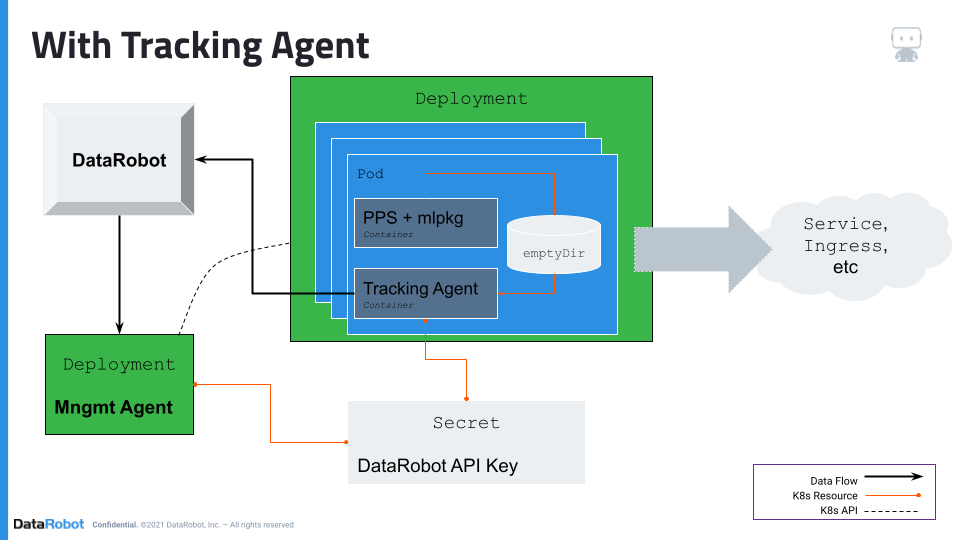 With Tracking Agent
Deployment
DataRobot
Pod
PPS + mlpkg
Container
emptyDir
Tracking Agent
Container
Service,
Ingress,
etc
Deployment
Mngmt Agent
Secret
DataRobot API Key
Data Flow
K8s Resource
K8s API
DataRobot Confidential. ©2021 DataRobot, Inc. – All rights reserved